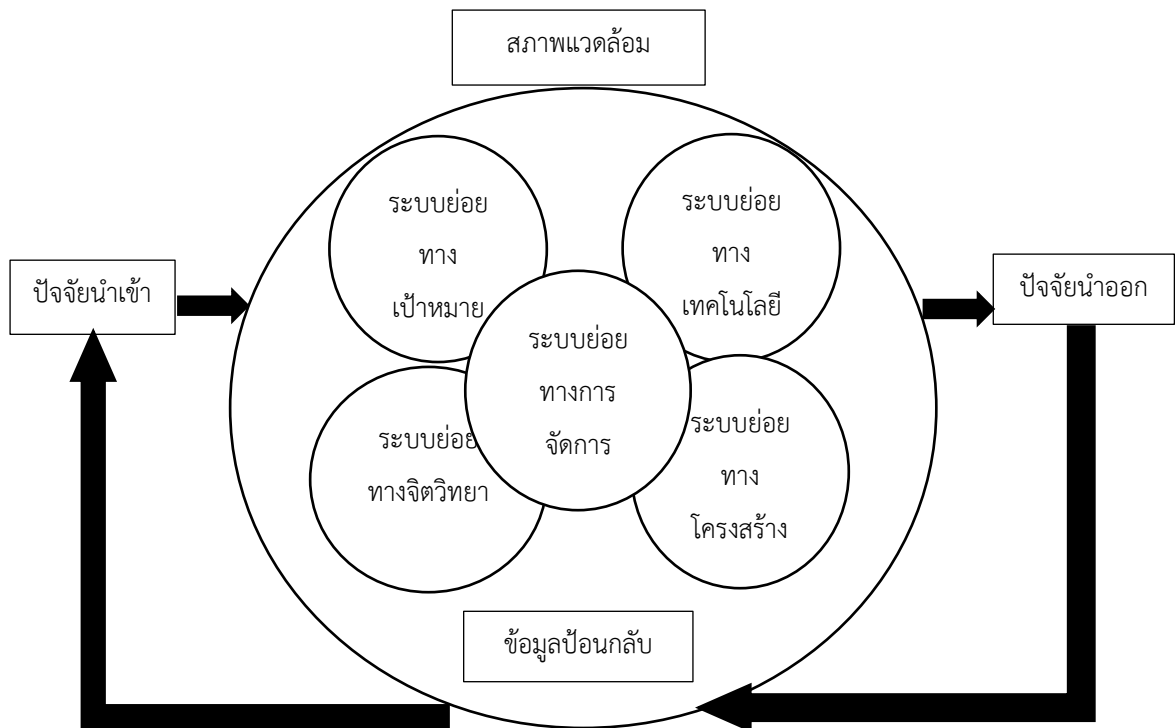 สภาพแวดล้อม
ระบบย่อย
ทาง
เป้าหมาย
ระบบย่อย
ทาง
เทคโนโลยี
ปัจจัยนำเข้า
ปัจจัยนำออก
ระบบย่อย
ทางการ
จัดการ
ระบบย่อย
ทางจิตวิทยา
ระบบย่อย
ทาง
โครงสร้าง
ข้อมูลป้อนกลับ